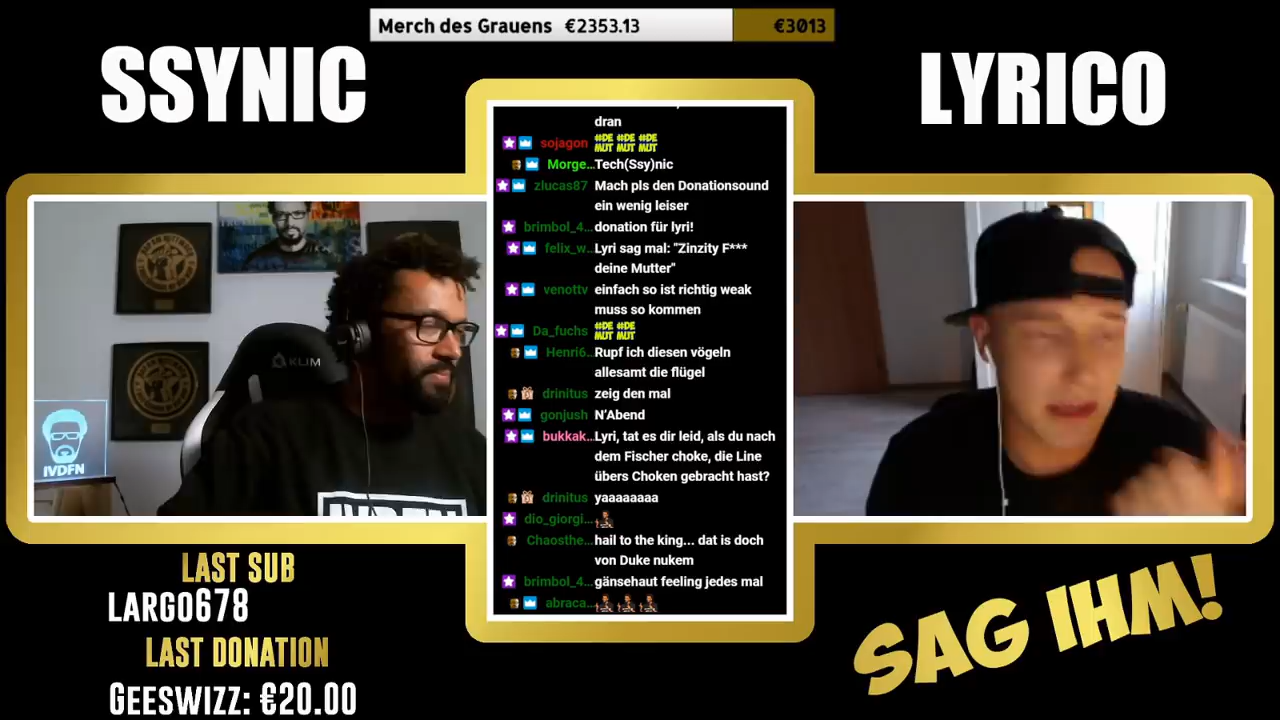 Merch des Grauens €2353.13 €3013
SSYNIC
LYRICO
dran
sojagon #DE MUT #DE MUT #DE MUT
Morge... Tech(Ssy)nic
zlucas87 Mach pls den Donationsound
ein wenig leiser
brimbol_4... donation für lyri!
felix_w... Lyri sag mal: "Zinzity F***
deine Mutter"
venottv einfach so ist richtig weak
muss so kommen
Da_fuchs #DE MUT #DE MUT
Henri6... Rupf ich diesen vögeln
allesamt die flügel
drinitus zeig den mal
gonjush N'Abend
bukkak... Lyri, tat es dir leid, als du nach
dem Fischer choke, die Line
übers Choken gebracht hast?
drinitus yaaaaaaaa
dio_giorgi...
Chaosthe... hail to the king... dat is doch
von Duke nukem
brimbol_4... gänsehaut feeling jedes mal
abraca...
KLIM
IVDFN
LAST SUB
LARGO678
LAST DONATION
GEESWIZZ: €20.00
SAG IHM!